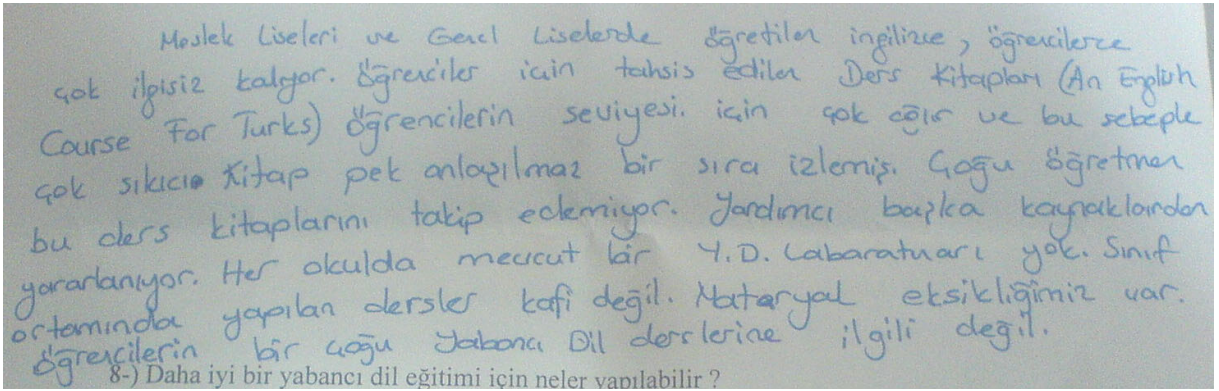 Meslek Liseleri ve Genel Liselerde öğretilen ingilizce, öğrencilerce
çok ilgisiz kalıyor. Öğrenciler için tahsis edilen Ders Kitapları (An English
Course For Turks) Öğrencilerin seviyesi. için çok ağır ve bu sebeple
çok sıkıcı. Kitap pek anlaşılmaz bir sıra izlemiş. Çoğu öğretmen
bu ders kitaplarını takip edemiyor. Yardımcı başka kaynaklardan
yararlanıyor. Her okulda mevcut bir Y.D. Labaratuarı yok. Sınıf
ortamında yapılan dersler kafi değil. Mataryal eksikliğimiz var.
Öğrencilerin bir çoğu Yabancı Dil derslerine ilgili değil.
8-) Daha iyi bir yabancı dil eğitimi için neler yapılabilir ?